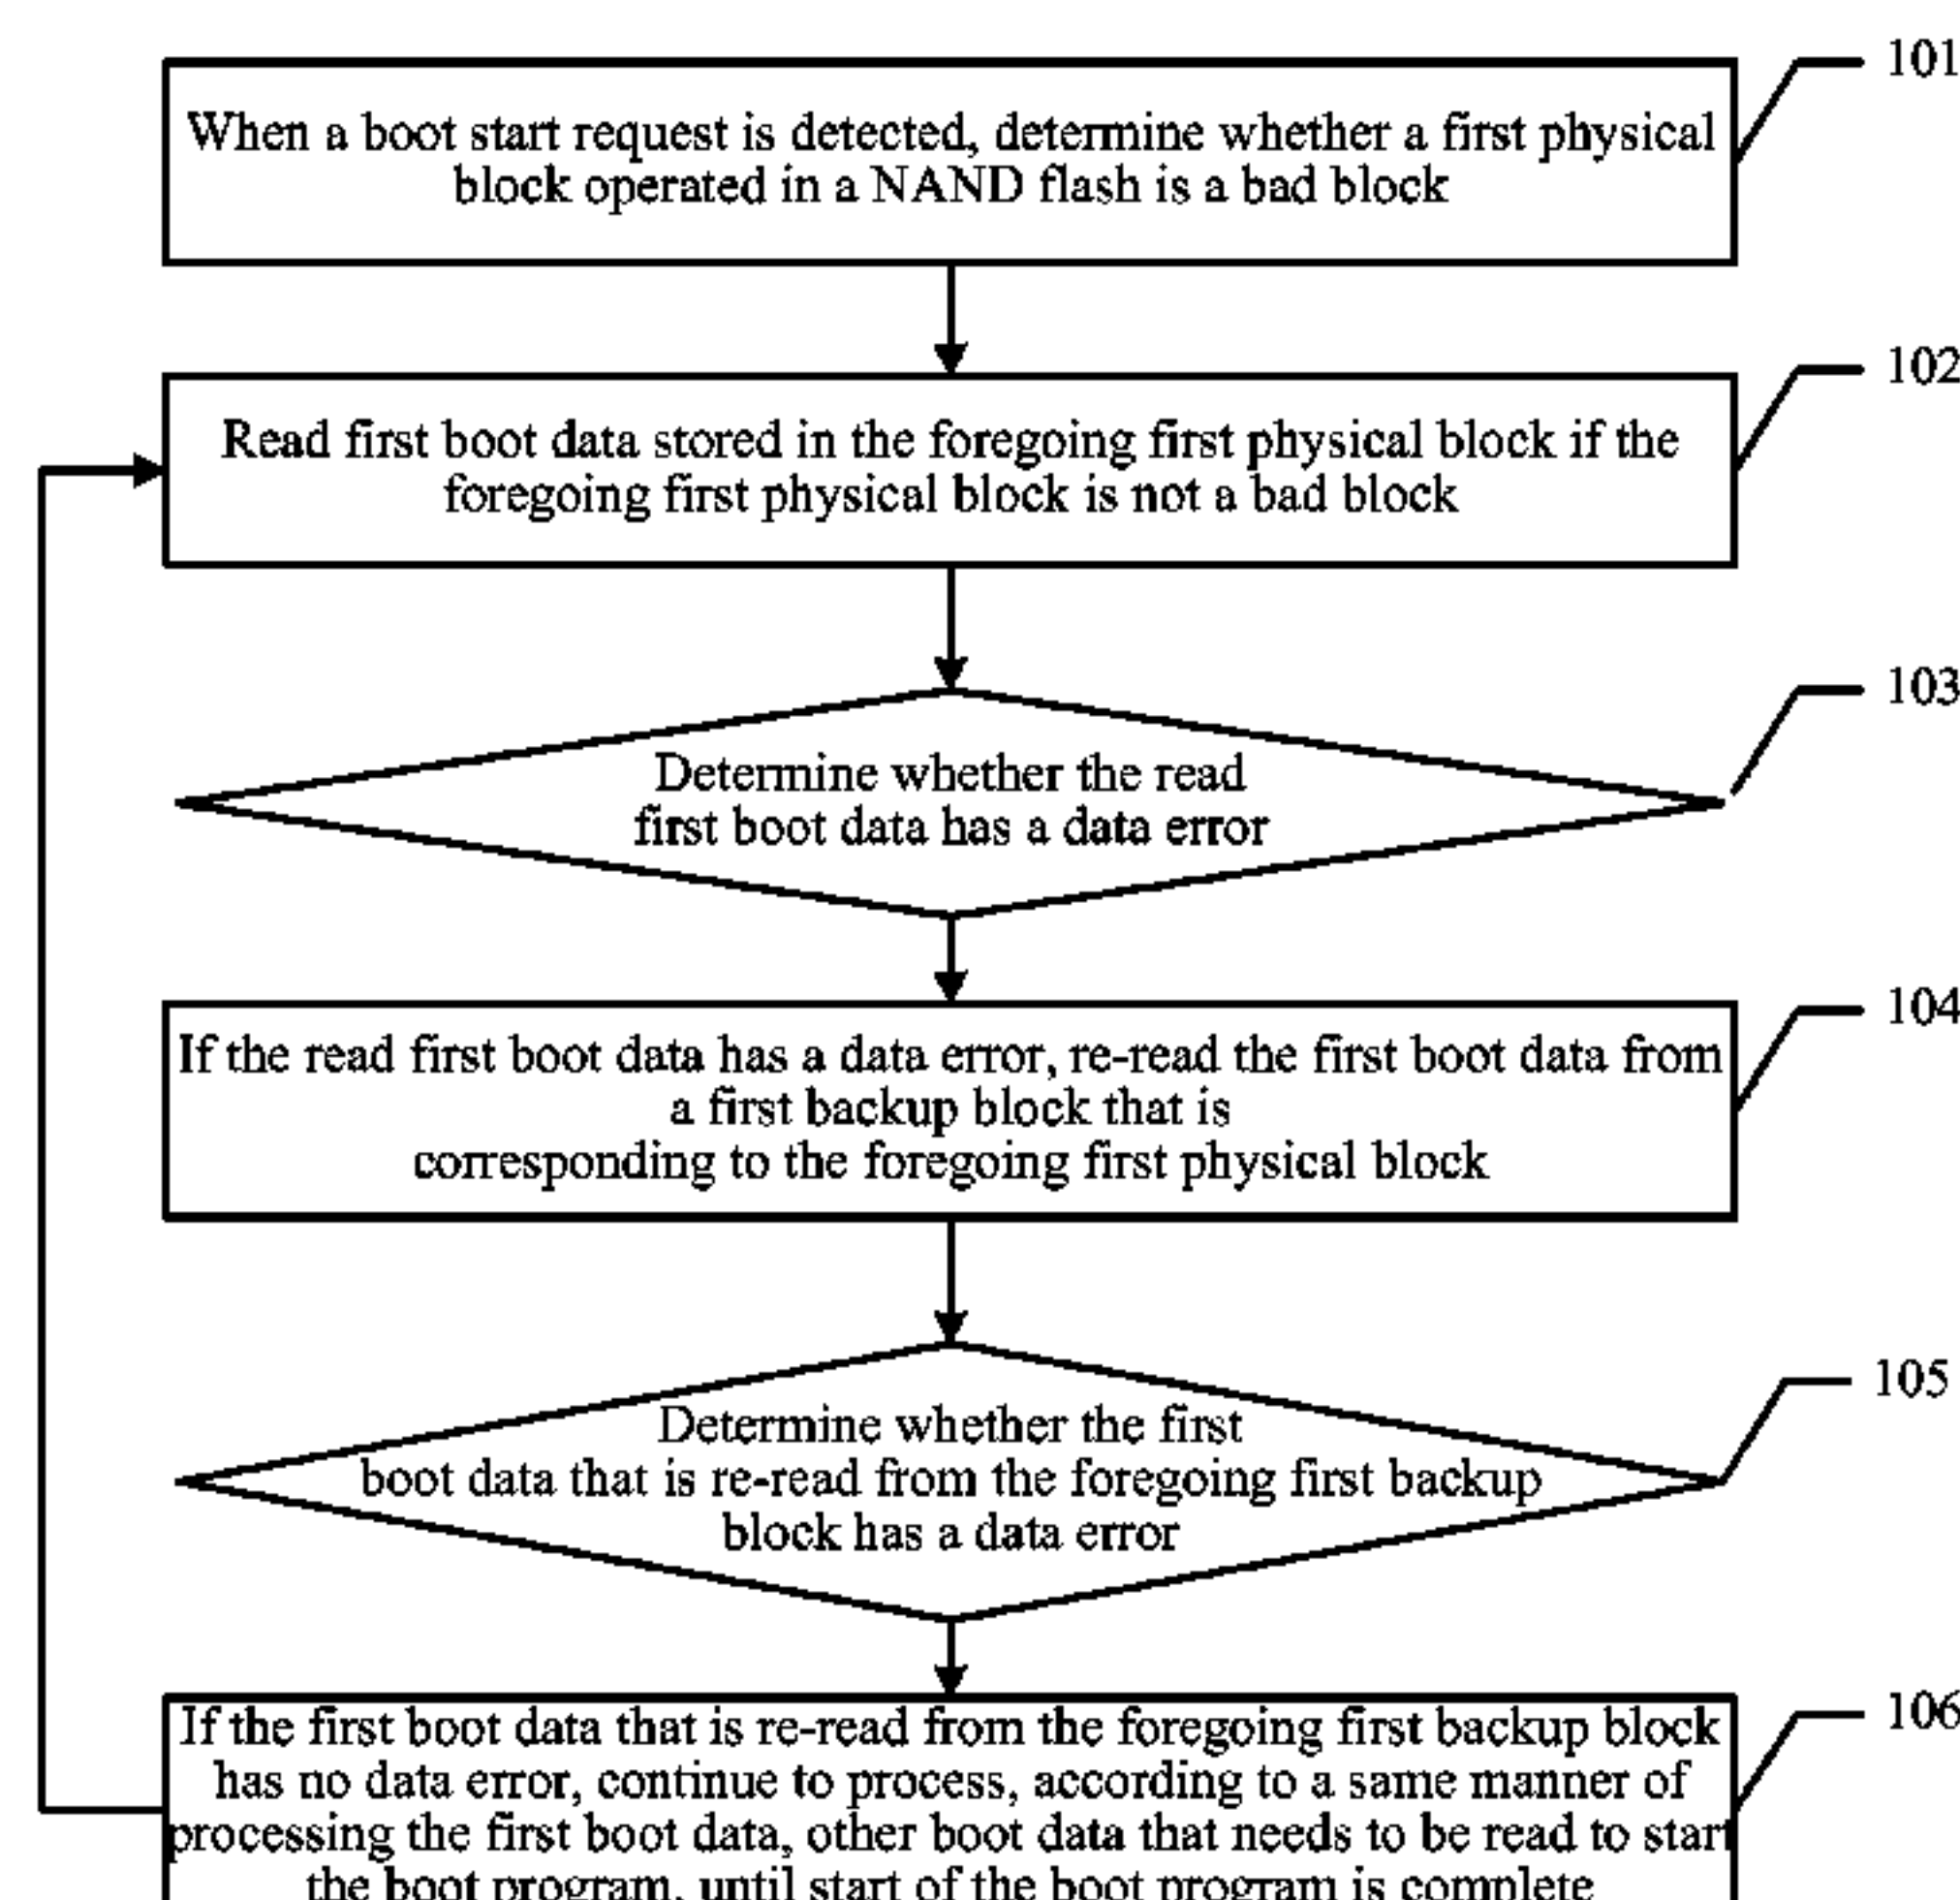 101
When a boot start request is detected, determine whether a first physical
block operated in a NAND flash is a bad block
102
Read first boot data stored in the foregoing first physical block if the
foregoing first physical block is not a bad block
103
Determine whether the read
first boot data has a data error
104
If the read first boot data has a data error, re-read the first boot data from
a first backup block that is
corresponding to the foregoing first physical block
105
Determine whether the first
boot data that is re-read from the foregoing first backup
block has a data error
106
If the first boot data that is re-read from the foregoing first backup block
has no data error, continue to process, according to a same manner of
processing the first boot data, other boot data that needs to be read to start
the boot program, until start of the boot program is complete